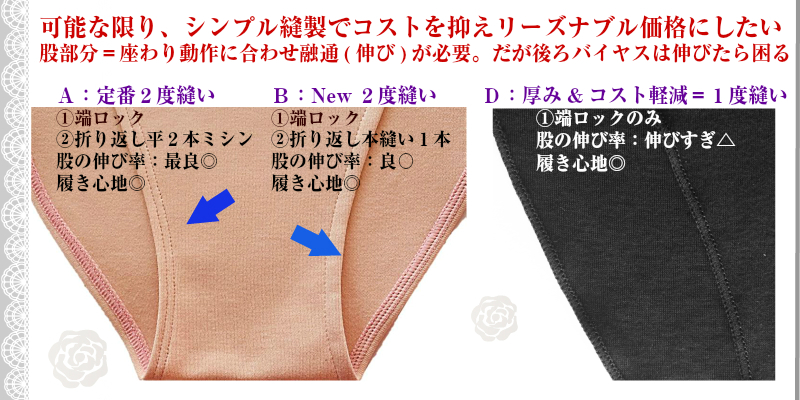 可能な限り、シンプル縫製でコストを抑えリーズナブル価格にしたい
股部分＝座わり動作に合わせ融通(伸び)が必要。だが後ろバイヤスは伸びたら困る
A：定番２度縫い
①端ロック
②折り返し平２本ミシン
股の伸び率：最良◎
履き心地◎
B：New ２度縫い
①端ロック
②折り返し本縫い１本
股の伸び率：良○
履き心地◎
D：厚み&コスト軽減＝１度縫い
①端ロックのみ
股の伸び率：伸びすぎ△
履き心地◎